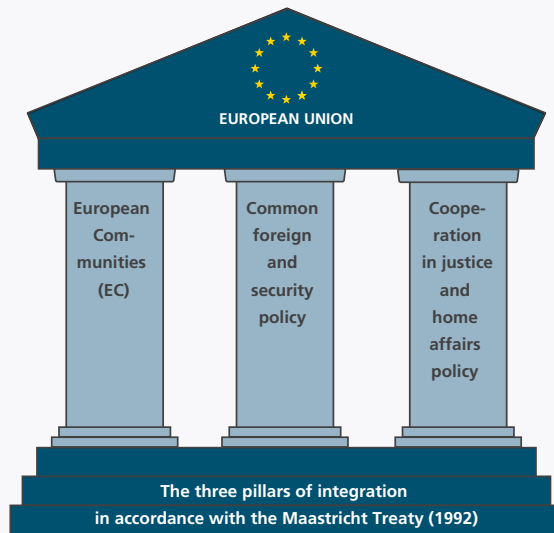 EUROPEAN UNION
European
Com-
munities
(EC)
Common
foreign
and
security
policy
Coope-
ration
in justice
and
home
affairs
policy
The three pillars of integration
in accordance with the Maastricht Treaty (1992)